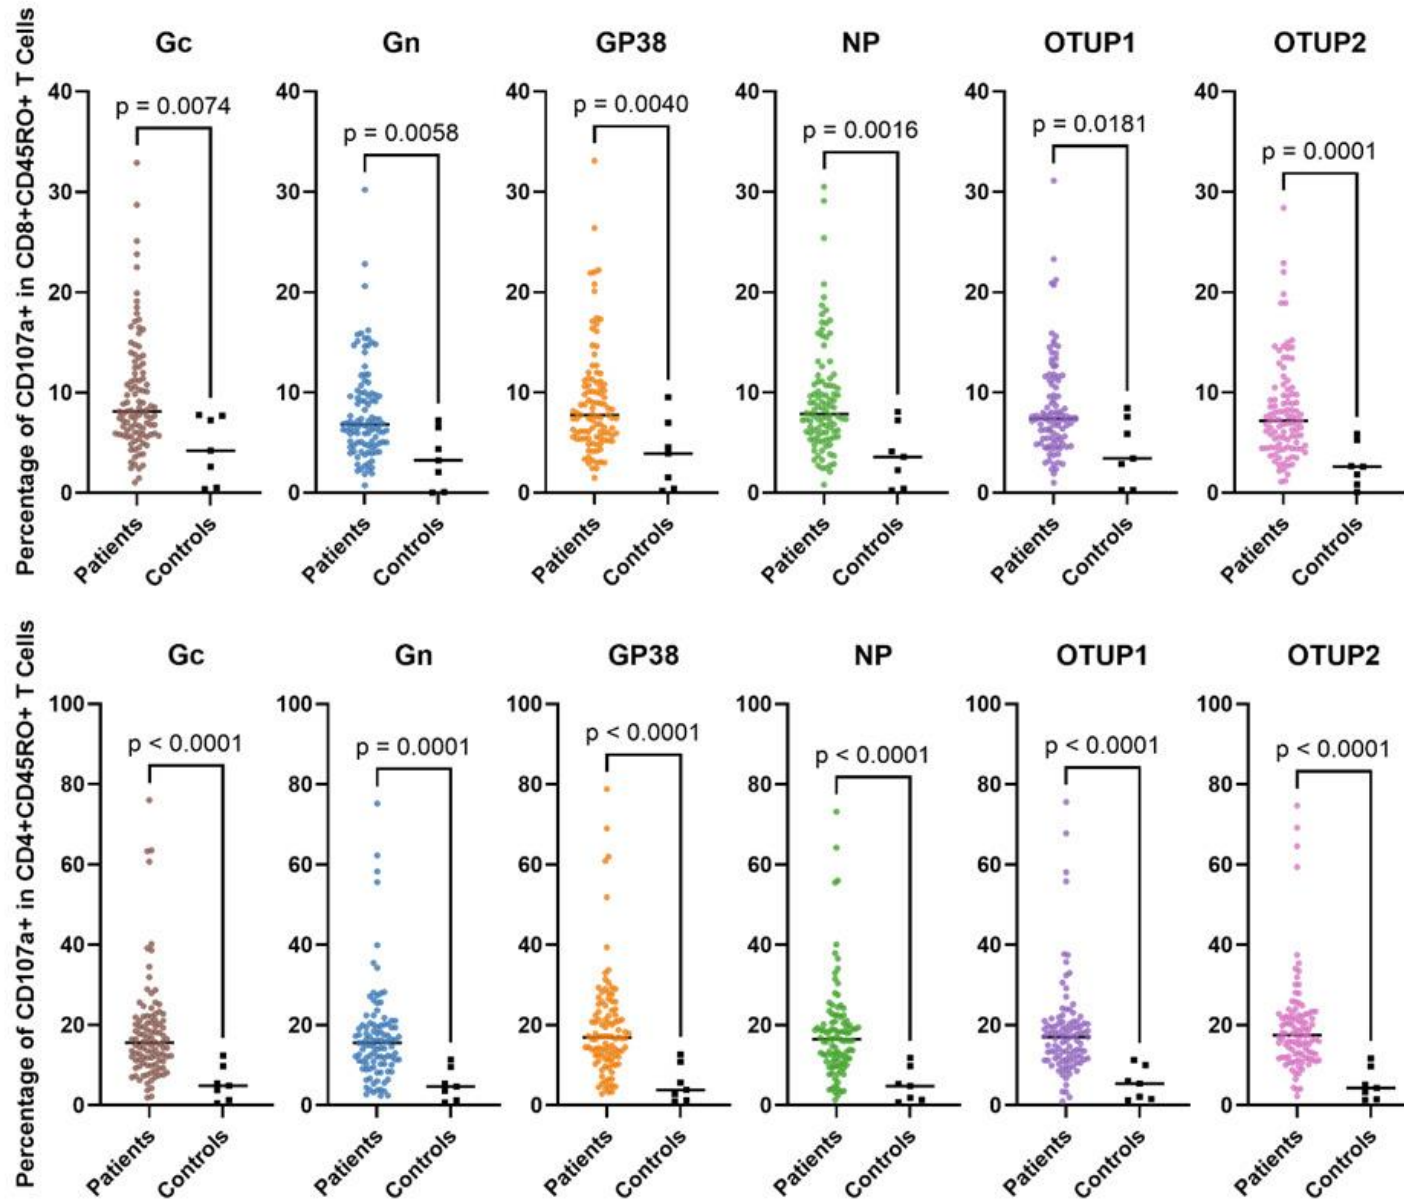 Percentage of CD107a+ in CD8+CD45RO+ T Cells
Gc
40
30
20
10
0
p = 0.0074
Patients
Controls
Gn
40
30
20
10
0
p = 0.0058
Patients
Controls
GP38
40
30
20
10
0
p = 0.0040
Patients
Controls
NP
40
30
20
10
0
p = 0.0016
Patients
Controls
OTUP1
40
30
20
10
0
p = 0.0181
Patients
Controls
OTUP2
40
30
20
10
0
p = 0.0001
Patients
Controls
Percentage of CD107a+ in CD4+CD45RO+ T Cells
Gc
100
80
60
40
20
0
p < 0.0001
Patients
Controls
Gn
100
80
60
40
20
0
p = 0.0001
Patients
Controls
GP38
100
80
60
40
20
0
p < 0.0001
Patients
Controls
NP
100
80
60
40
20
0
p < 0.0001
Patients
Controls
OTUP1
100
80
60
40
20
0
p < 0.0001
Patients
Controls
OTUP2
100
80
60
40
20
0
p < 0.0001
Patients
Controls